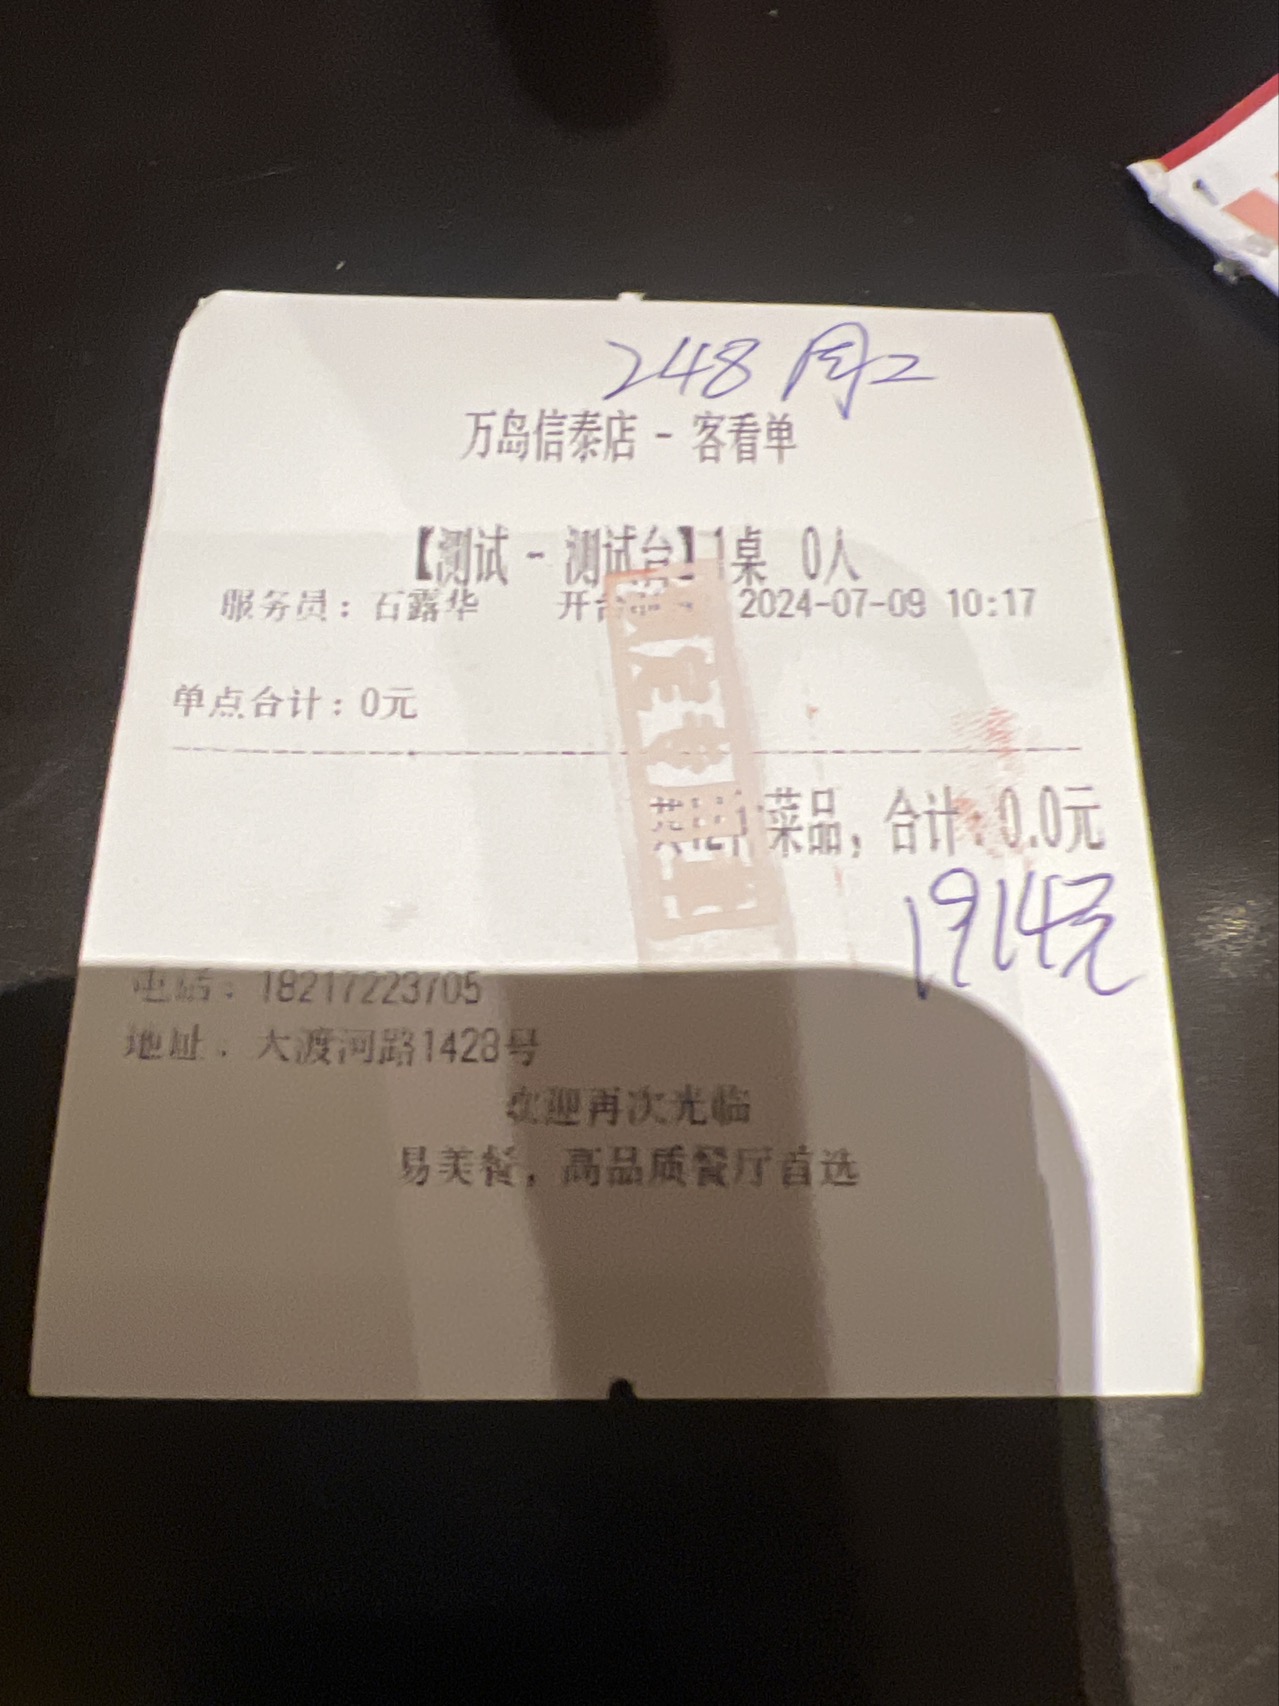 248 周二
万岛信泰店 - 客看单
【测试 - 测试台】1桌 0人
服务员：石露华 开台 2024-07-09 10:17
单点合计：0元
菜品，合计：0.0元
1914元
电话：18217223705
地址：大渡河路1428号
欢迎再次光临
易美餐，高品质餐厅首选